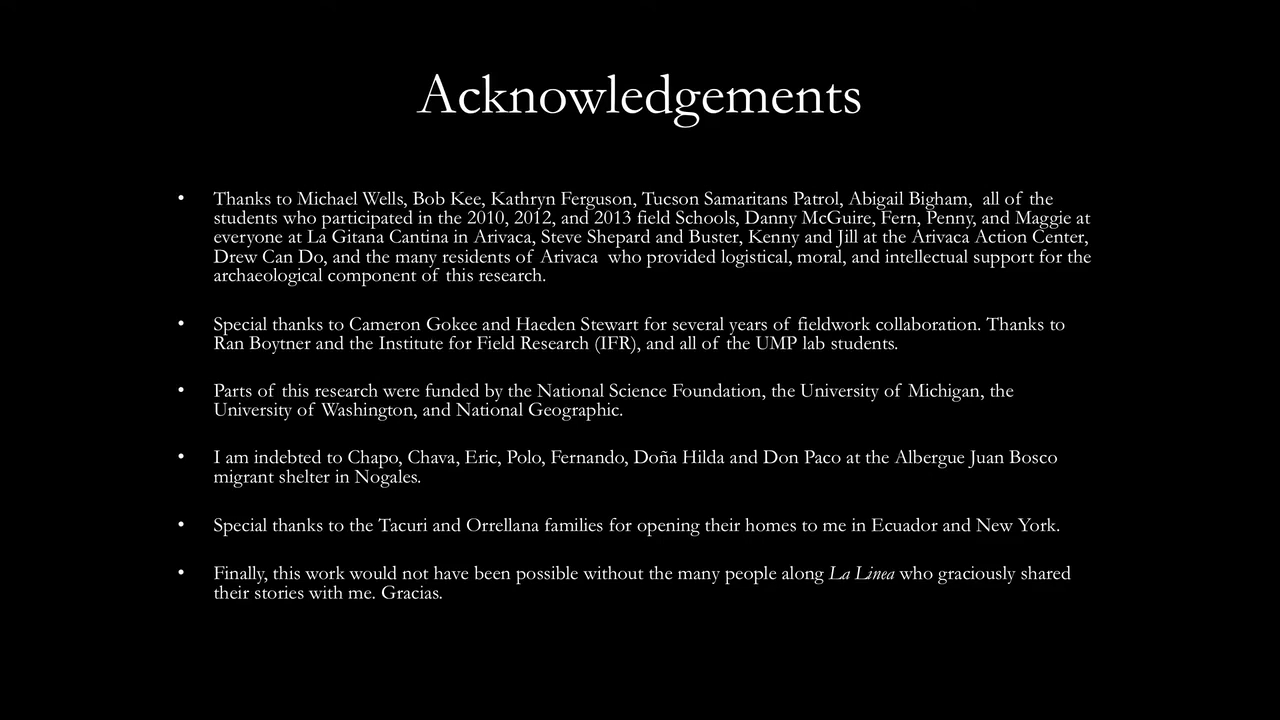 Acknowledgements
• Thanks to Michael Wells, Bob Kee, Kathryn Ferguson, Tucson Samaritans Patrol, Abigail Bigham, all of the
students who participated in the 2010, 2012, and 2013 field Schools, Danny McGuire, Fern, Penny, and Maggie at
everyone at La Gitana Cantina in Arivaca, Steve Shepard and Buster, Kenny and Jill at the Arivaca Action Center,
Drew Can Do, and the many residents of Arivaca who provided logistical, moral, and intellectual support for the
archaeological component of this research.
• Special thanks to Cameron Gokee and Haeden Stewart for several years of fieldwork collaboration. Thanks to
Ran Boytner and the Institute for Field Research (IFR), and all of the UMP lab students.
• Parts of this research were funded by the National Science Foundation, the University of Michigan, the
University of Washington, and National Geographic.
• I am indebted to Chapo, Chava, Eric, Polo, Fernando, Doña Hilda and Don Paco at the Albergue Juan Bosco
migrant shelter in Nogales.
• Special thanks to the Tacuri and Orrellana families for opening their homes to me in Ecuador and New York.
• Finally, this work would not have been possible without the many people along La Linea who graciously shared
their stories with me. Gracias.